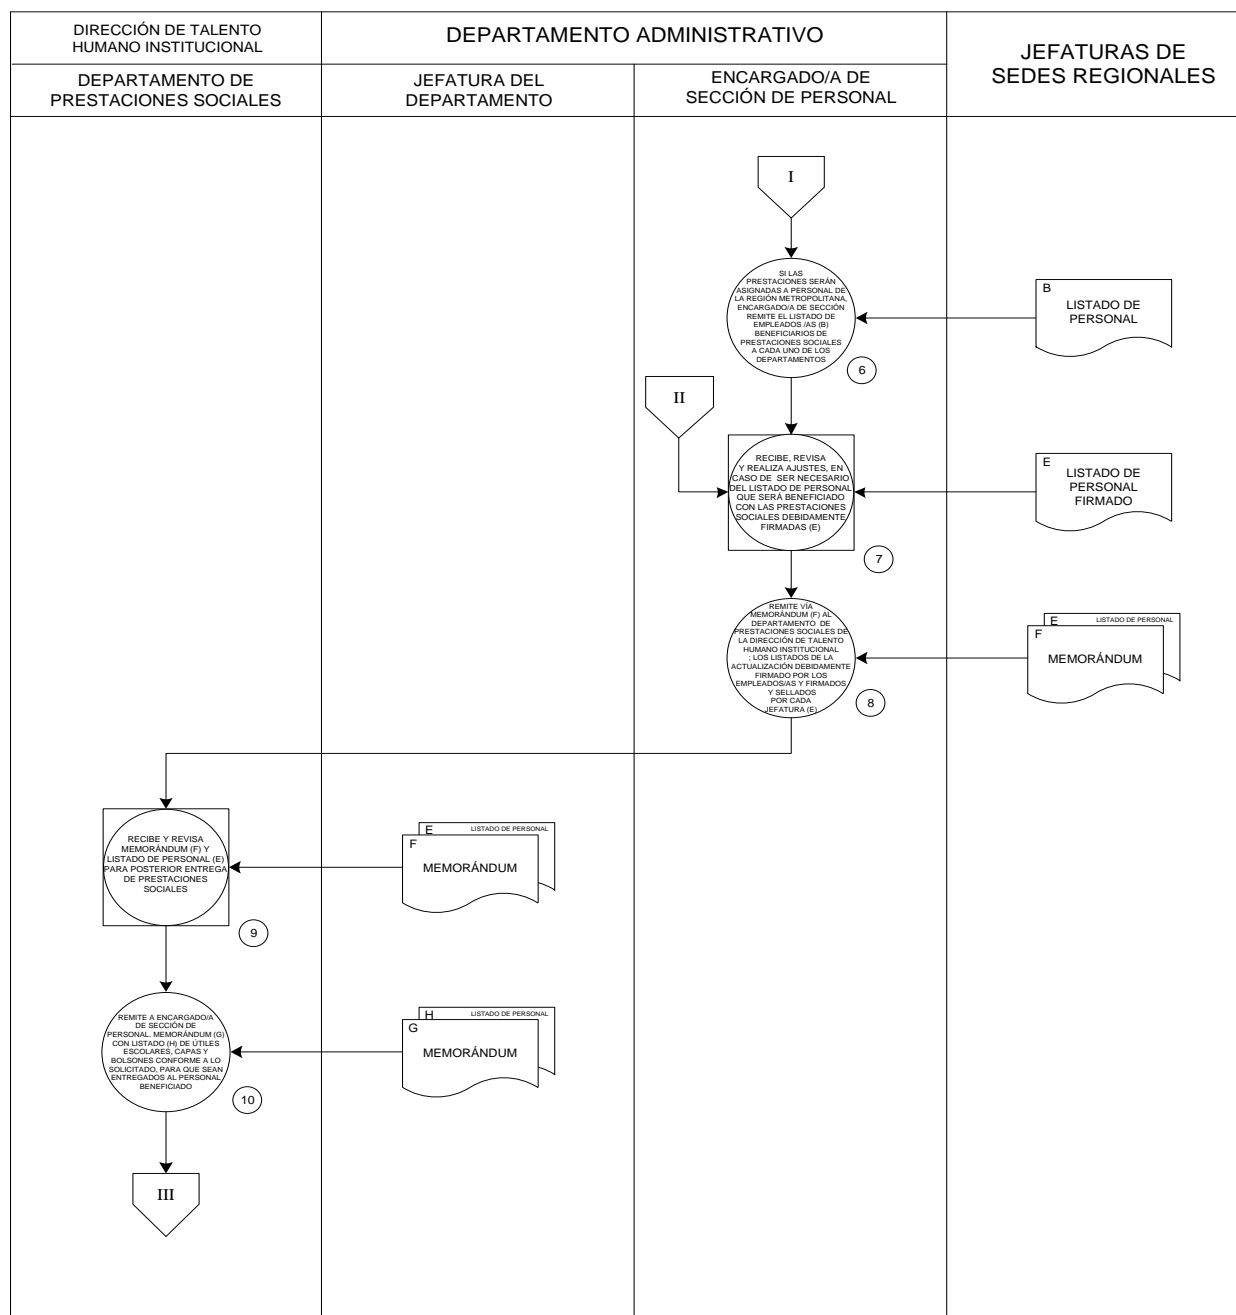 DIRECCIÓN DE TALENTO
HUMANO INSTITUCIONAL
DEPARTAMENTO ADMINISTRATIVO
JEFATURAS DE
SEDES REGIONALES
DEPARTAMENTO DE
PRESTACIONES SOCIALES
JEFATURA DEL
DEPARTAMENTO
ENCARGADO/A DE
SECCIÓN DE PERSONAL
I
SI LAS
PRESTACIONES SERÁN
ASIGNADAS A PERSONAL DE
LA REGIÓN METROPOLITANA,
ENCARGADO/A DE SECCIÓN
REMITE EL LISTADO DE
EMPLEADOS /AS (B)
BENEFICIARIOS DE
PRESTACIONES SOCIALES
A CADA UNO DE LOS
DEPARTAMENTOS
6
B
LISTADO DE
PERSONAL
II
RECIBE, REVISA
Y REALIZA AJUSTES, EN
CASO DE SER NECESARIO
DEL LISTADO DE PERSONAL
QUE SERÁ BENEFICIADO
CON LAS PRESTACIONES
SOCIALES DEBIDAMENTE
FIRMADAS (E)
7
E
LISTADO DE
PERSONAL
FIRMADO
REMITE VÍA
MEMORÁNDUM (F) AL
DEPARTAMENTO DE
PRESTACIONES SOCIALES DE
LA DIRECCIÓN DE TALENTO
HUMANO INSTITUCIONAL
; LOS LISTADOS DE LA
ACTUALIZACIÓN DEBIDAMENTE
FIRMADO POR LOS
EMPLEADOS/AS Y FIRMADOS
Y SELLADOS
POR CADA
JEFATURA (E)
8
E LISTADO DE PERSONAL
F
MEMORÁNDUM
RECIBE Y REVISA
MEMORÁNDUM (F) Y
LISTADO DE PERSONAL (E)
PARA POSTERIOR ENTREGA
DE PRESTACIONES
SOCIALES
9
E LISTADO DE PERSONAL
F
MEMORÁNDUM
REMITE A ENCARGADO/A
DE SECCIÓN DE
PERSONAL. MEMORÁNDUM (G)
CON LISTADO (H) DE ÚTILES
ESCOLARES, CAPAS Y
BOLSONES CONFORME A LO
SOLICITADO, PARA QUE SEAN
ENTREGADOS AL PERSONAL
BENEFICIADO
10
H LISTADO DE PERSONAL
G
MEMORÁNDUM
III